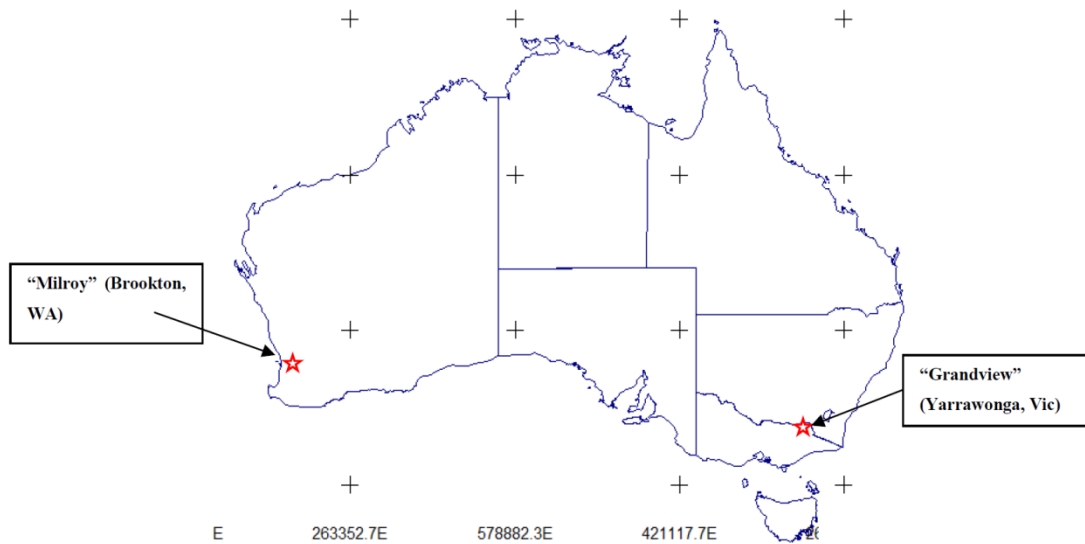 “Milroy” (Brookton,
WA)
“Grandview”
(Yarrawonga, Vic)
E 263352.7E 578882.3E 421117.7E